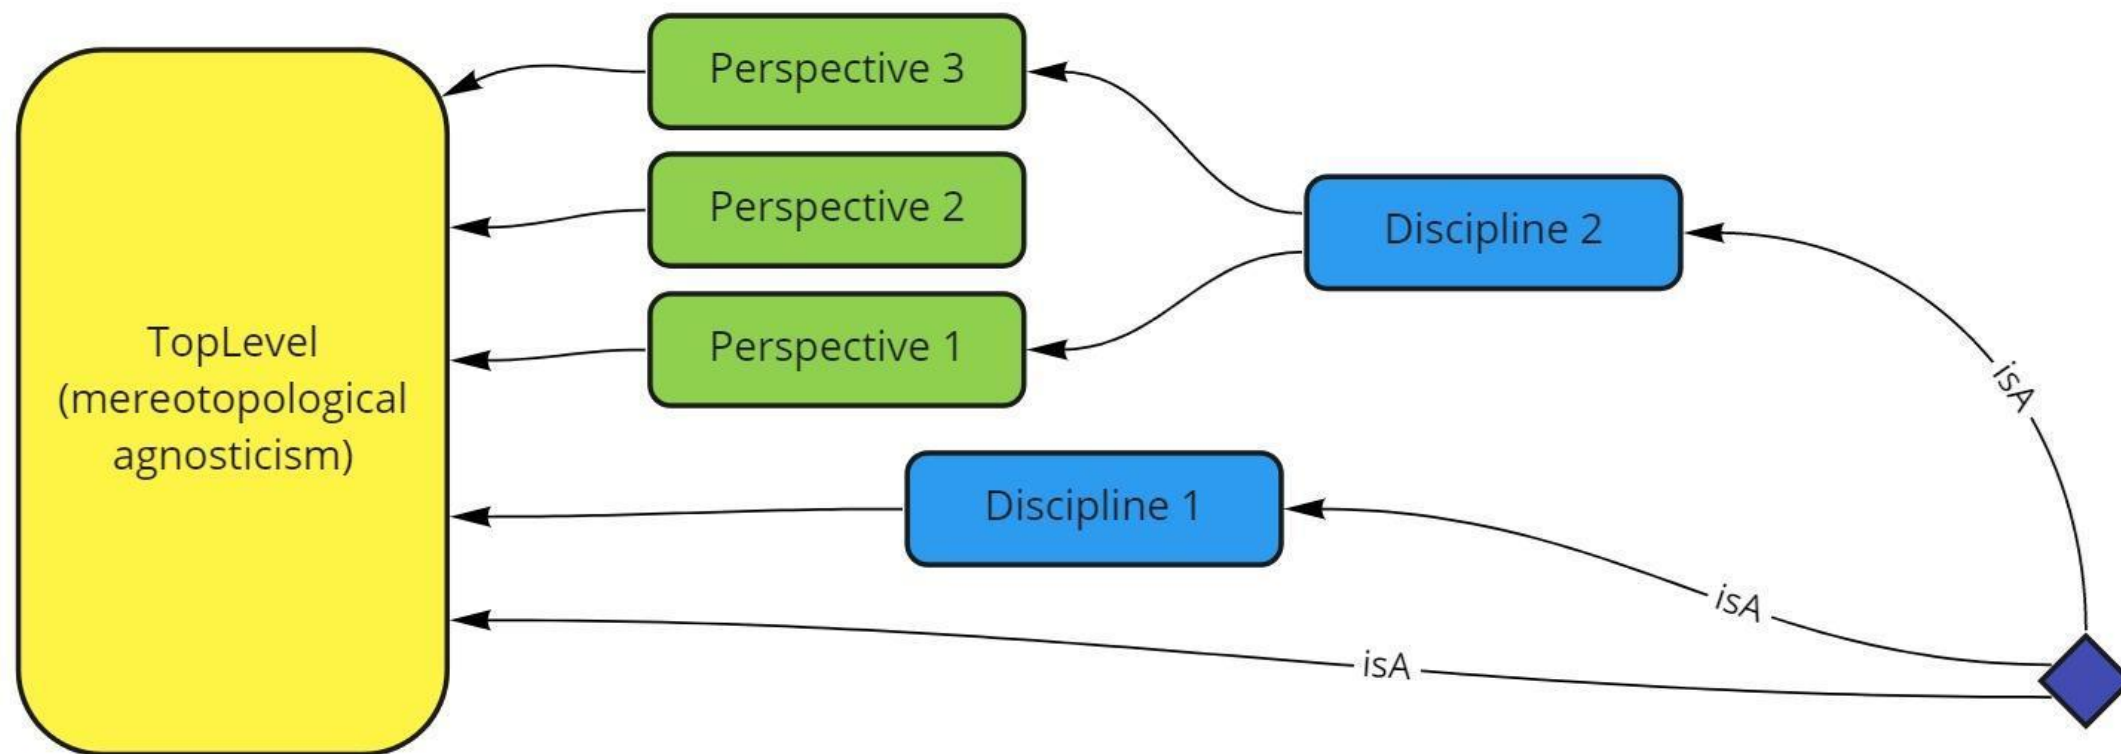 Perspective 3
Perspective 2
Perspective 1
TopLevel
(mereotopological
agnosticism)
Discipline 2
Discipline 1
isA
isA
isA